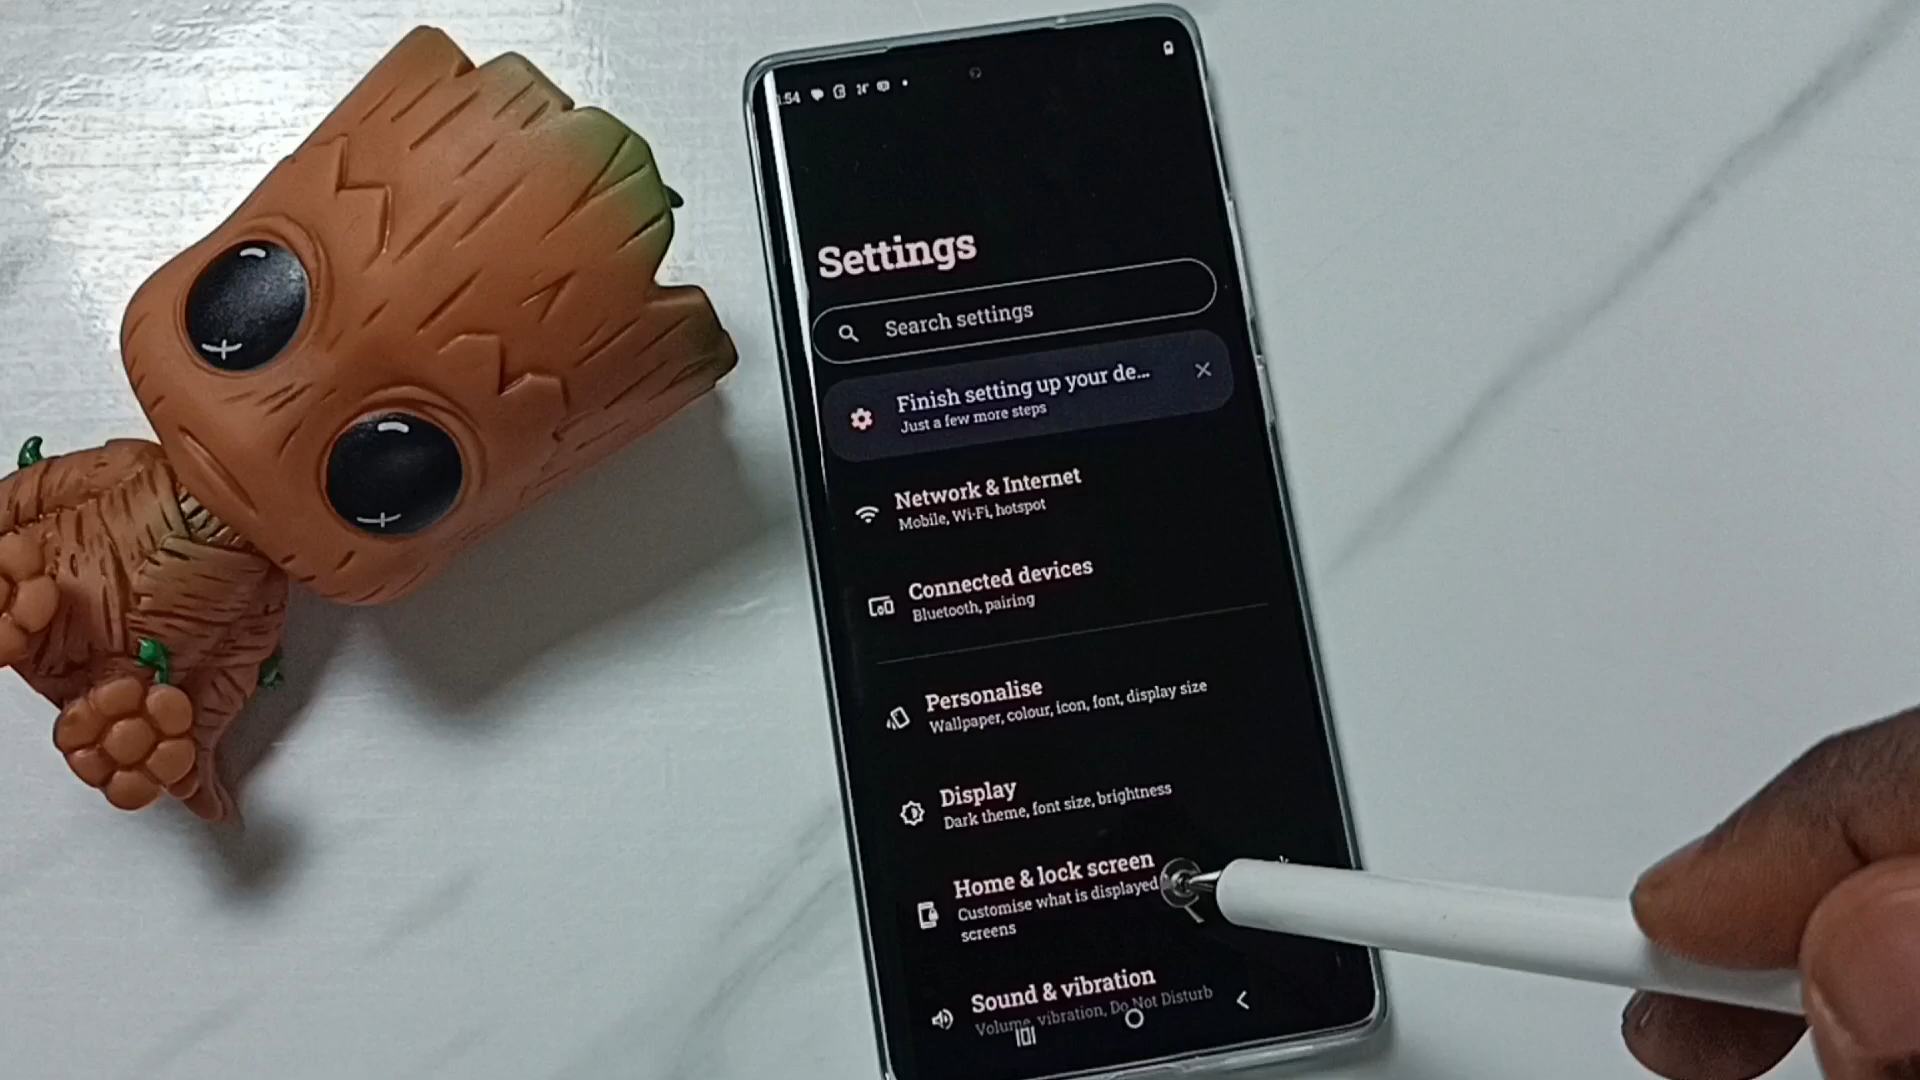 :54
Settings
Search settings
Finish setting up your de...
Just a few more steps
Network & Internet
Mobile, Wi-Fi, hotspot
Connected devices
Bluetooth, pairing
Personalise
Wallpaper, colour, icon, font, display size
Display
Dark theme, font size, brightness
Home & lock screen
Customise what is displayed
screens
Sound & vibration
Volume, vibration, Do Not Disturb